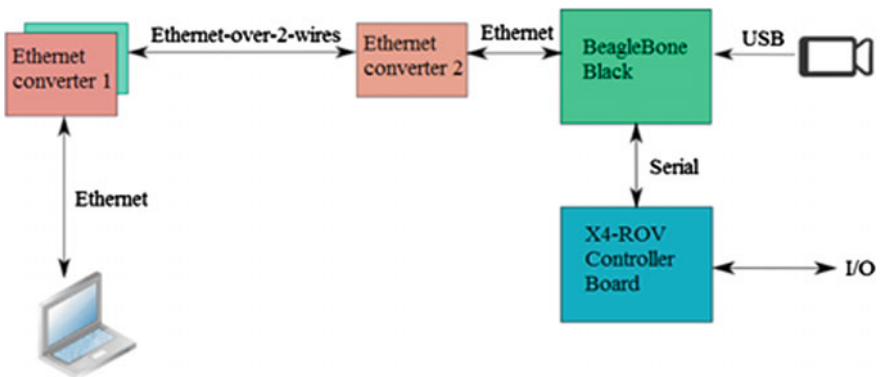 Ethernet
converter 1
Ethernet-over-2-wires
Ethernet
converter 2
Ethernet
BeagleBone
Black
USB
Serial
Ethernet
X4-ROV
Controller
Board
I/O